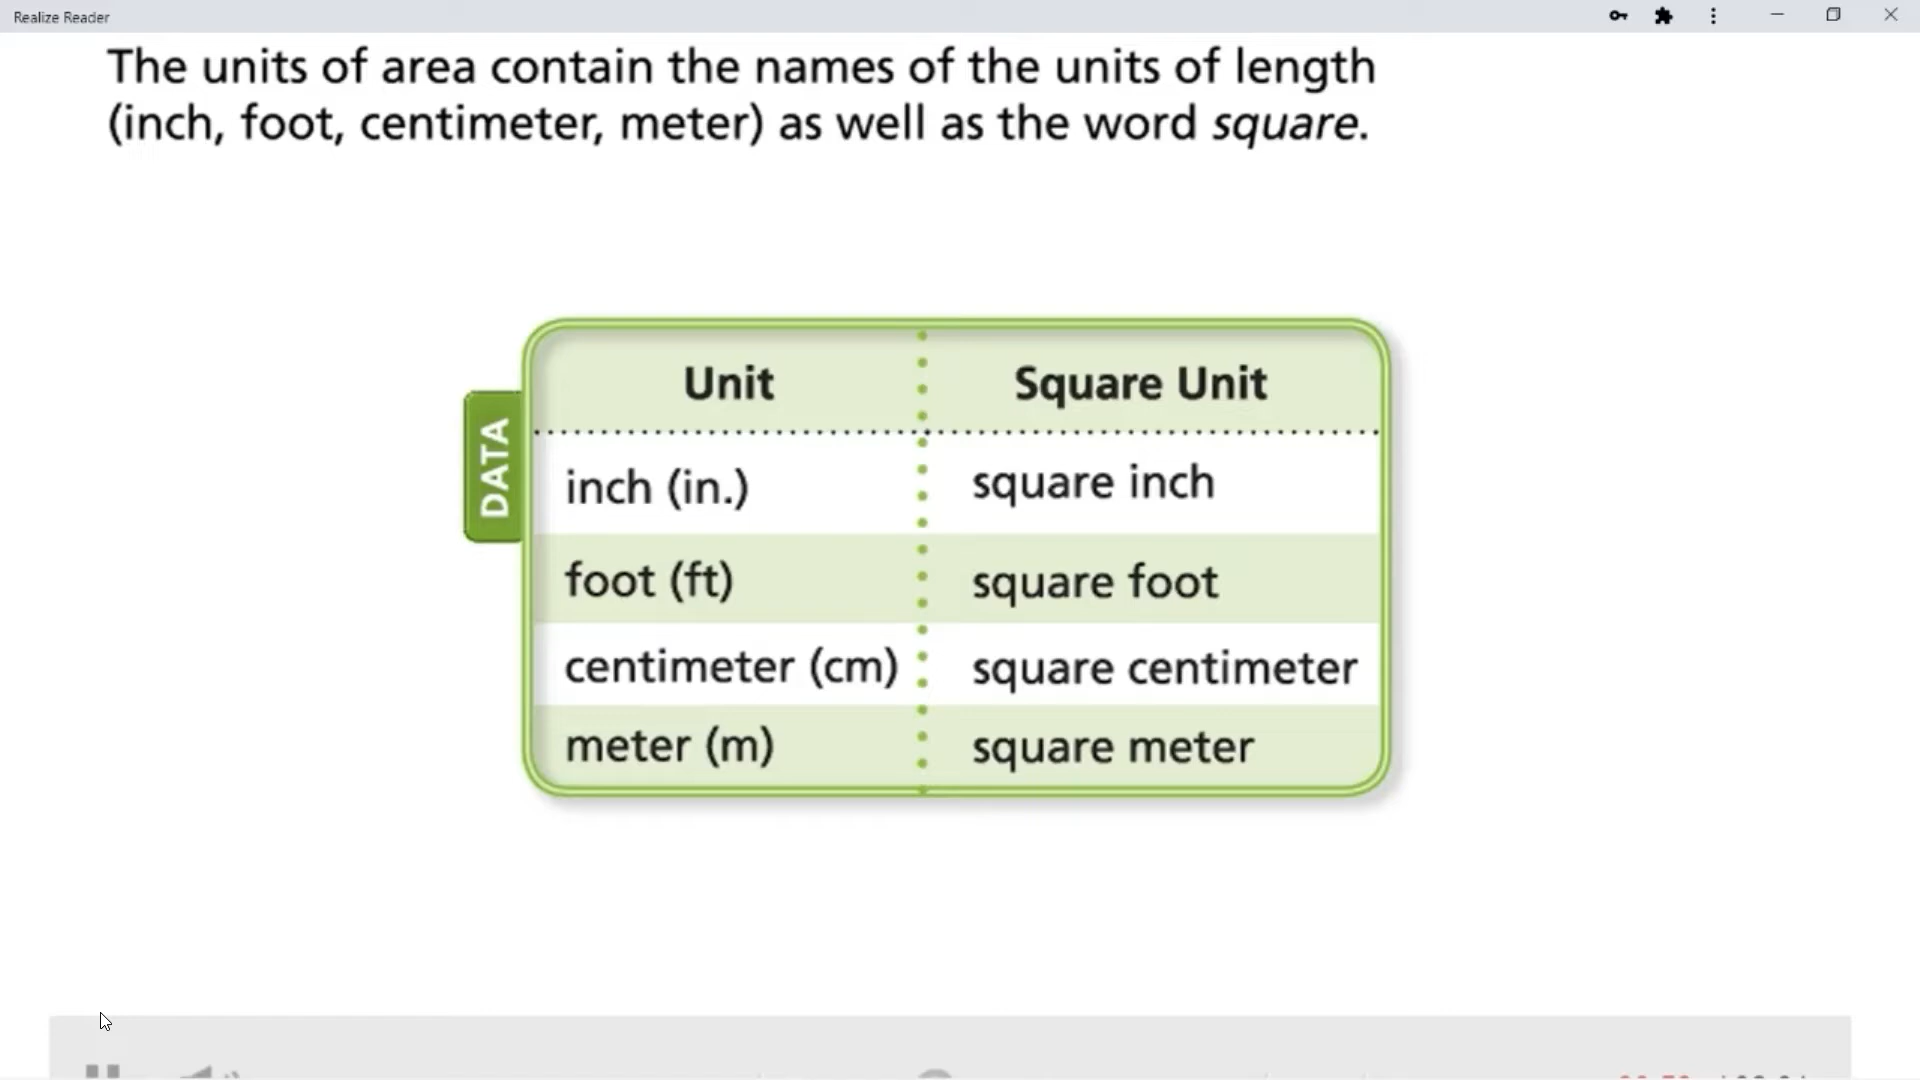 Realize Reader
The units of area contain the names of the units of length
(inch, foot, centimeter, meter) as well as the word square.
DATA
Unit Square Unit
inch (in.) square inch
foot (ft) square foot
centimeter (cm) square centimeter
meter (m) square meter